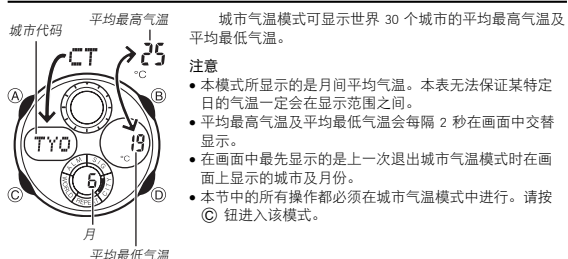 平均最高气温
城市代码
CT
25
°C
A
B
TYO
19
°C
6
C
D
月
平均最低气温
城市气温模式可显示世界 30 个城市的平均最高气温及
平均最低气温。
注意
• 本模式所显示的是月间平均气温。本表无法保证某特定
日的气温一定会在显示范围之间。
• 平均最高气温及平均最低气温会每隔 2 秒在画面中交替
显示。
• 在画面中最先显示的是上一次退出城市气温模式时在画
面上显示的城市及月份。
• 本节中的所有操作都必须在城市气温模式中进行。请按
Ⓒ 钮进入该模式。